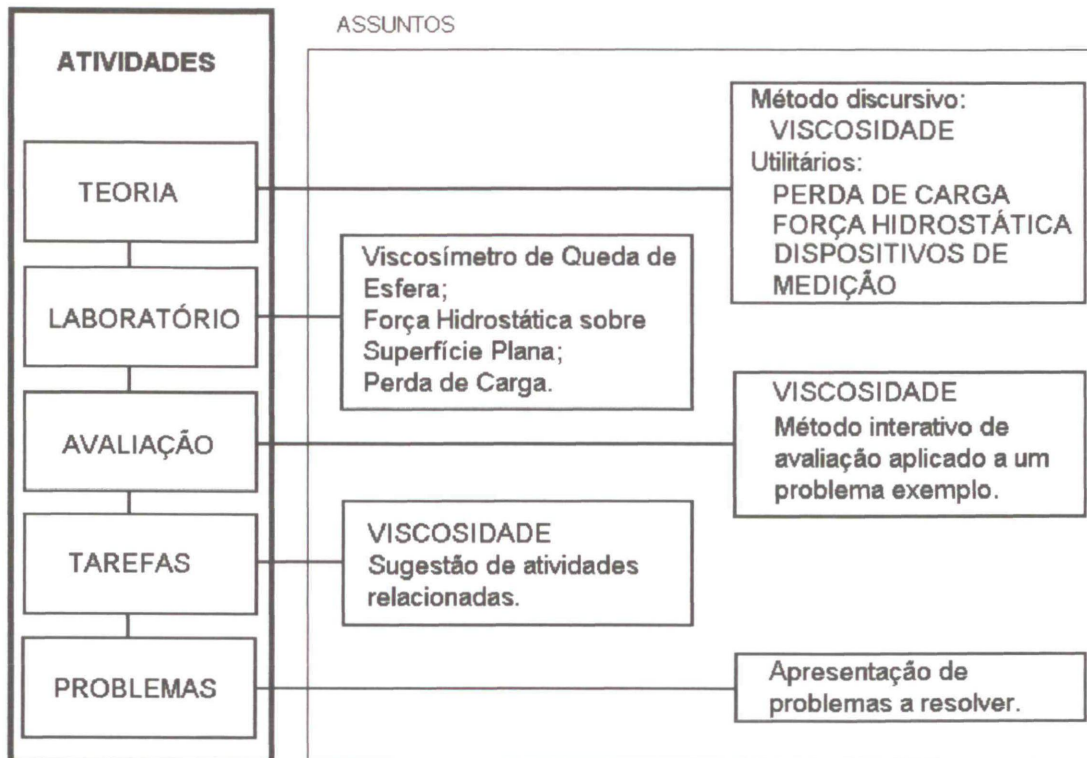 ASSUNTOS
ATIVIDADES
TEORIA
Método discursivo:
VISCOSIDADE
Utilitários:
PERDA DE CARGA
FORÇA HIDROSTÁTICA
DISPOSITIVOS DE
MEDIÇÃO
LABORATÓRIO
Viscosímetro de Queda de
Esfera;
Força Hidrostática sobre
Superfície Plana;
Perda de Carga.
AVALIAÇÃO
VISCOSIDADE
Método interativo de
avaliação aplicado a um
problema exemplo.
TAREFAS
VISCOSIDADE
Sugestão de atividades
relacionadas.
PROBLEMAS
Apresentação de
problemas a resolver.